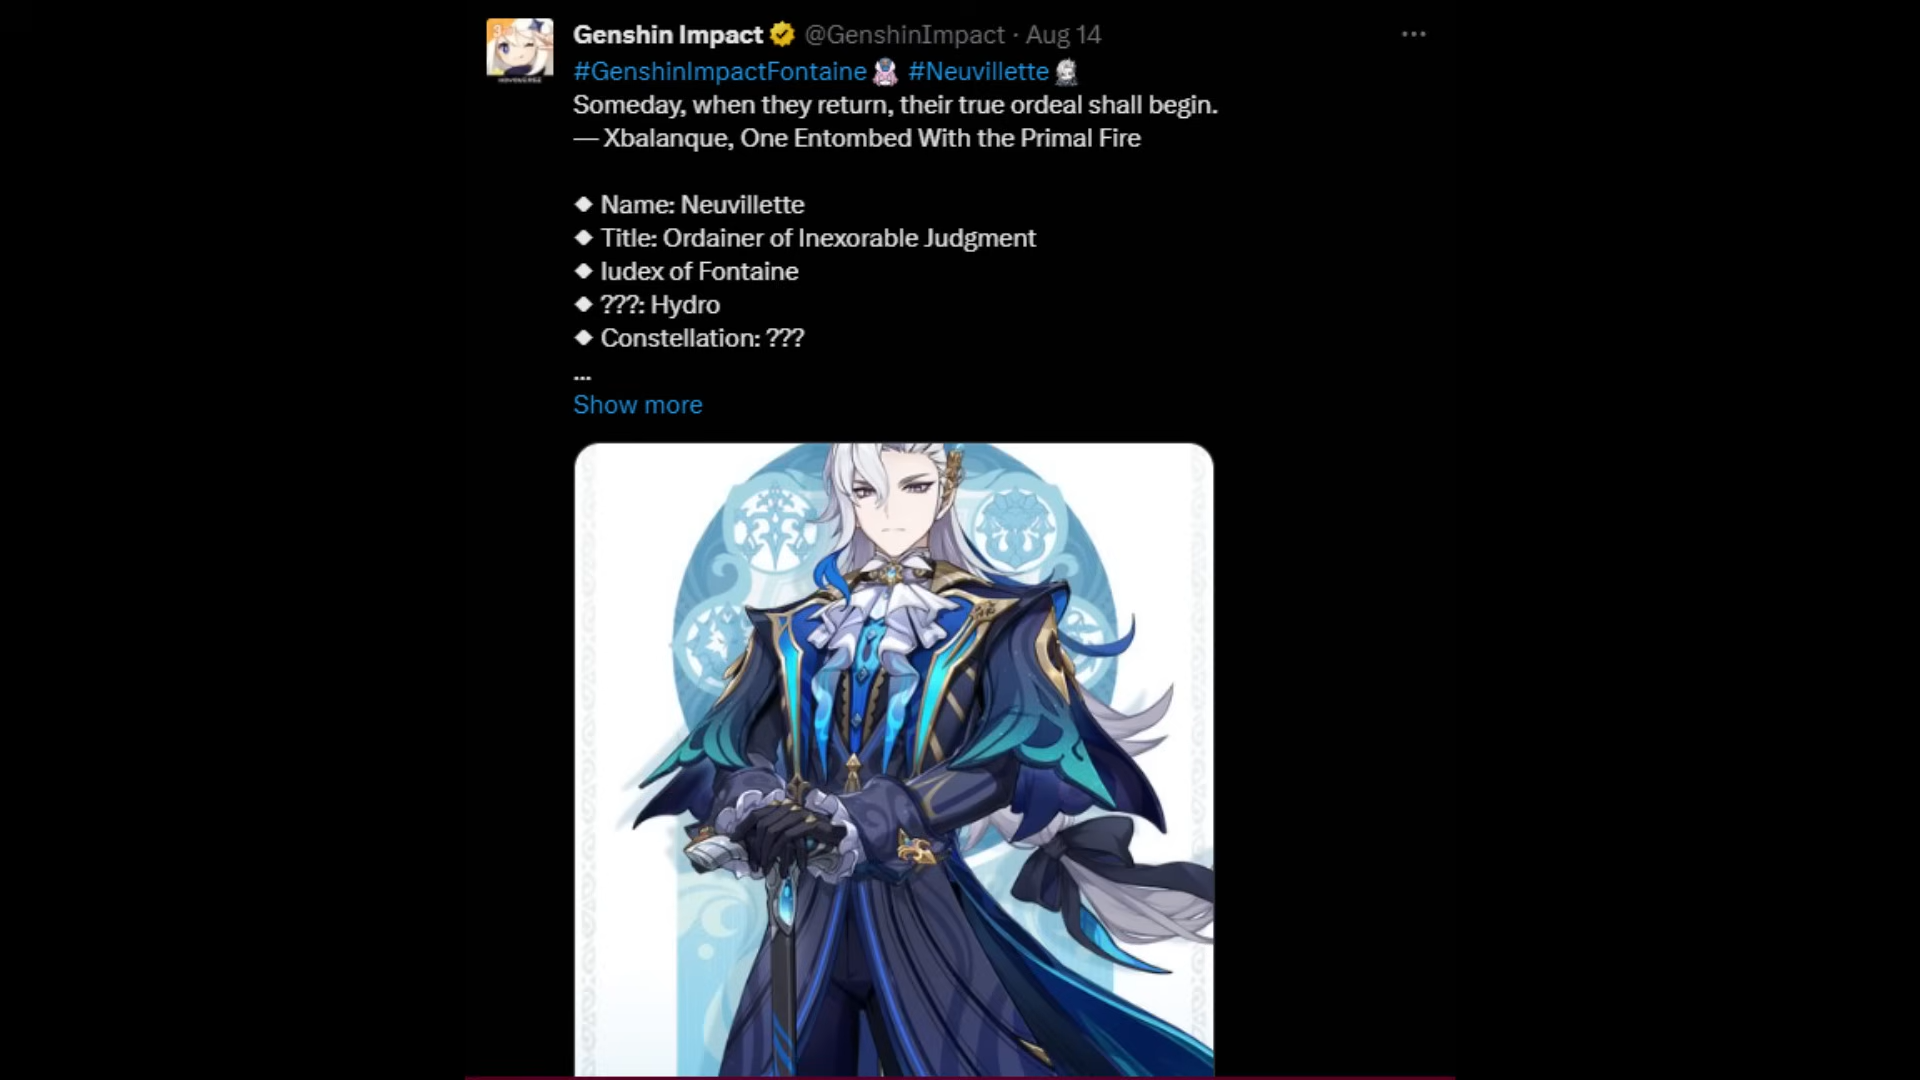 Genshin Impact @GenshinImpact · Aug 14
#GenshinImpactFontaine #Neuvillette
Someday, when they return, their true ordeal shall begin.
— Xbalanque, One Entombed With the Primal Fire
◆ Name: Neuvillette
◆ Title: Ordainer of Inexorable Judgment
◆ Iudex of Fontaine
◆ ???: Hydro
◆ Constellation: ???
...
Show more